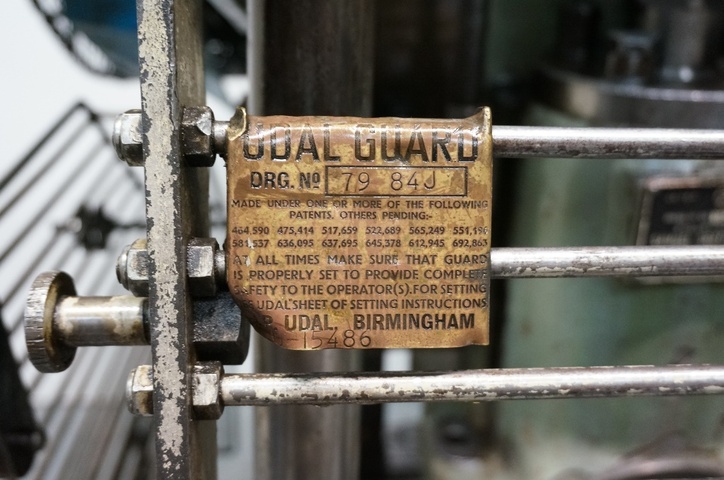 UDAL GUARD
DRG. Nº 79 84J
MADE UNDER ONE OR MORE OF THE FOLLOWING
PATENTS, OTHERS PENDING:-
464,590 475,414 517,659 522,689 565,249 551,196
581,537 636,095 637,695 645,378 612,945 692,863
AT ALL TIMES MAKE SURE THAT GUARD
IS PROPERLY SET TO PROVIDE COMPLETE
SAFETY TO THE OPERATOR(S). FOR SETTING
UDAL SHEET OF SETTING INSTRUCTIONS
UDAL, BIRMINGHAM
15486